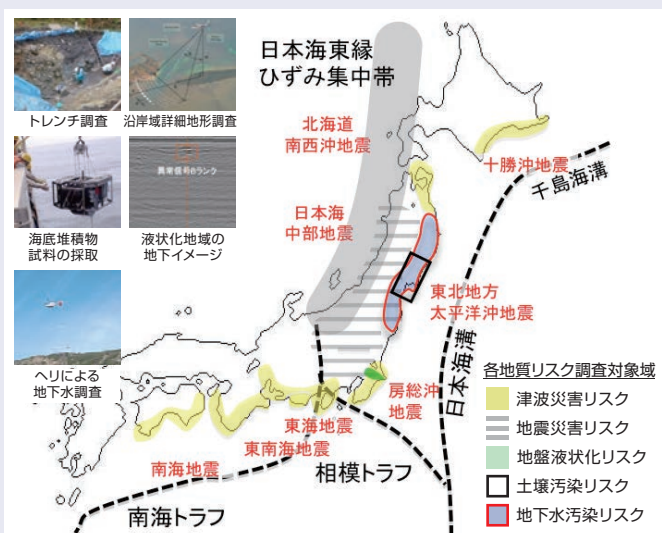 トレンチ調査
沿岸域詳細地形調査
異常信号のランク
海底堆積物
試料の採取
液状化地域の
地下イメージ
ヘリによる
地下水調査
日本海東縁
ひずみ集中帯
北海道
南西沖地震
十勝沖地震
千島海溝
日本海
中部地震
東北地方
太平洋沖地震
日本海溝
房総沖
地震
東海地震
東南海地震
南海地震
相模トラフ
南海トラフ
各地質リスク調査対象域
津波災害リスク
地震災害リスク
地盤液状化リスク
土壌汚染リスク
地下水汚染リスク